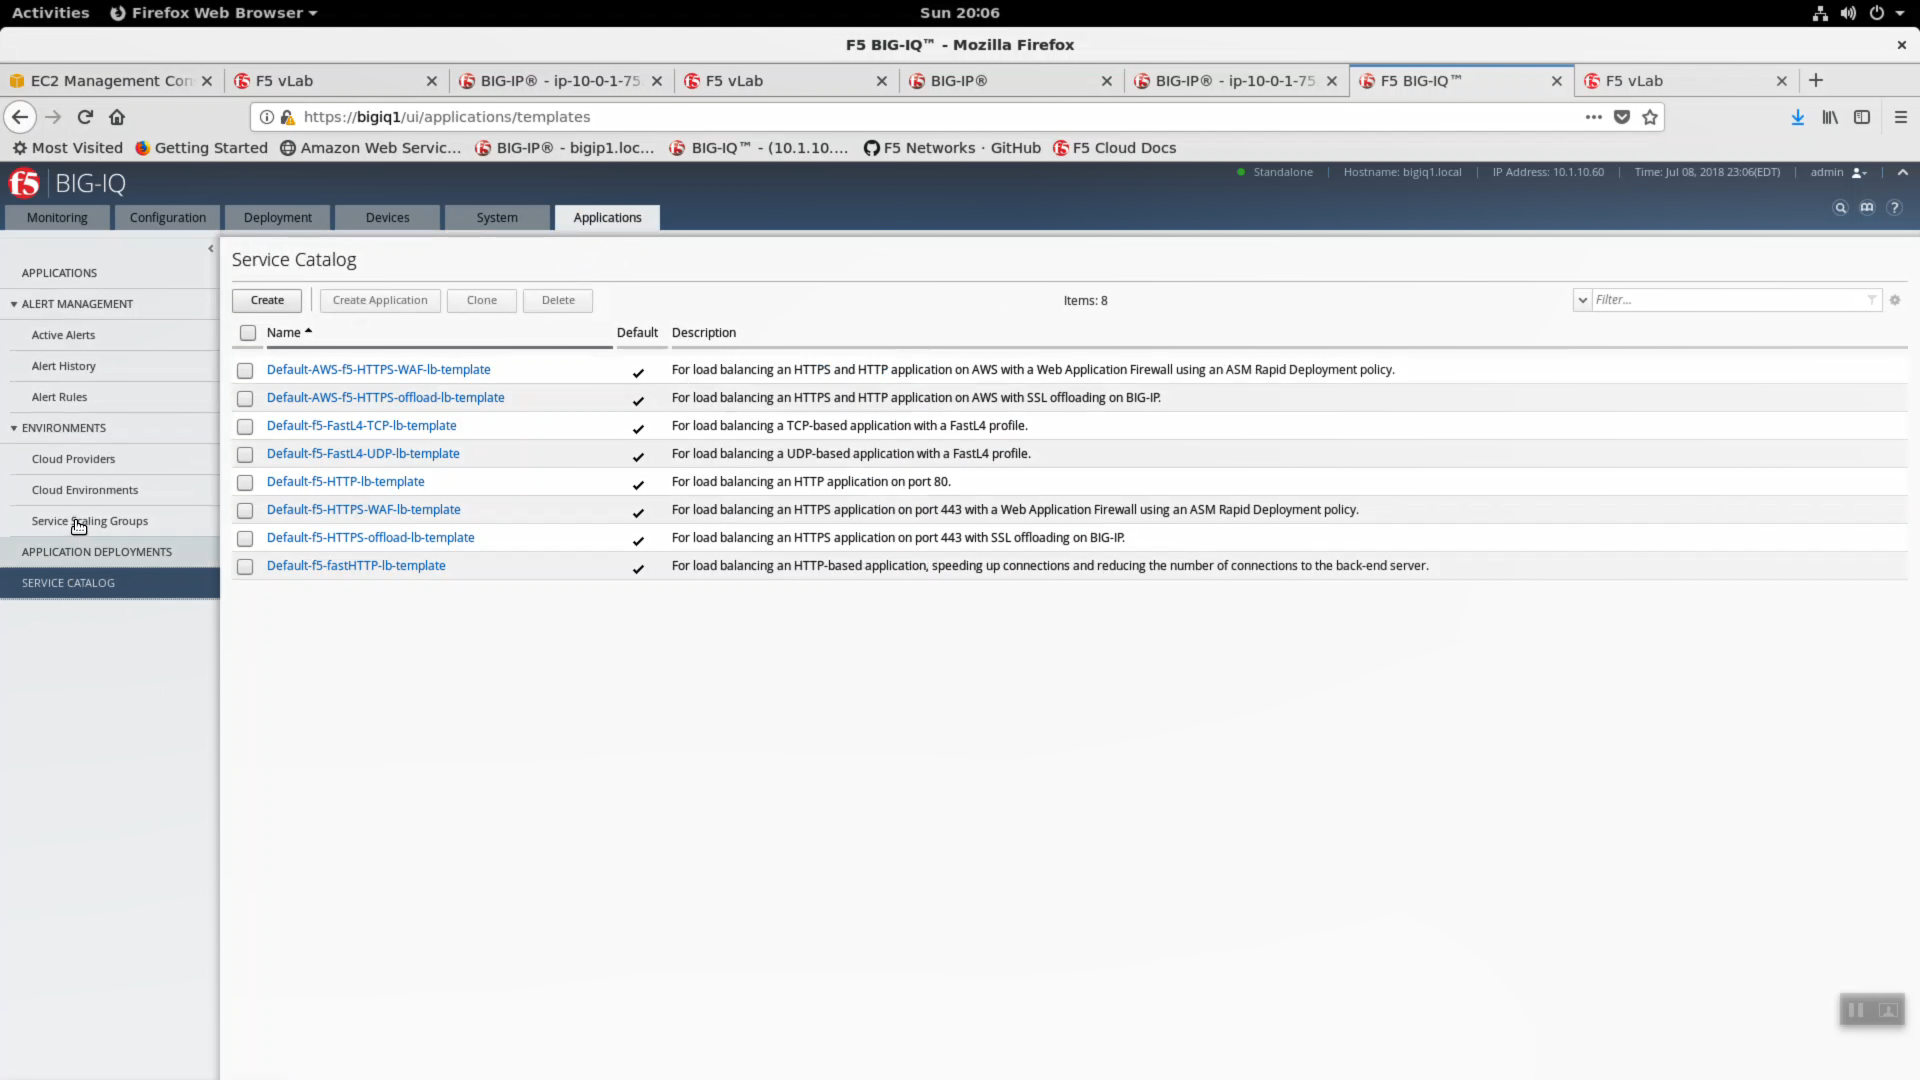 Activities Firefox Web Browser Sun 20:06
F5 BIG-IQ™ - Mozilla Firefox
EC2 Management Con F5 vLab BIG-IP® - ip-10-0-1-75 F5 vLab BIG-IP® BIG-IP® - ip-10-0-1-75 F5 BIG-IQ™ F5 vLab
https://bigiq1/ui/applications/templates
Most Visited Getting Started Amazon Web Servic... BIG-IP® - bigip1.loc... BIG-IQ™ - (10.1.10.... F5 Networks · GitHub F5 Cloud Docs
f5 BIG-IQ Standalone Hostname: bigiq1.local IP Address: 10.1.10.60 Time: Jul 08, 2018 23:06(EDT) admin
Monitoring Configuration Deployment Devices System Applications
Service Catalog
APPLICATIONS
ALERT MANAGEMENT
Active Alerts
Alert History
Alert Rules
ENVIRONMENTS
Cloud Providers
Cloud Environments
Service Scaling Groups
APPLICATION DEPLOYMENTS
SERVICE CATALOG
Create Create Application Clone Delete Items: 8 Filter...
Name Default Description
Default-AWS-f5-HTTPS-WAF-lb-template For load balancing an HTTPS and HTTP application on AWS with a Web Application Firewall using an ASM Rapid Deployment policy.
Default-AWS-f5-HTTPS-offload-lb-template For load balancing an HTTPS and HTTP application on AWS with SSL offloading on BIG-IP.
Default-f5-FastL4-TCP-lb-template For load balancing a TCP-based application with a FastL4 profile.
Default-f5-FastL4-UDP-lb-template For load balancing a UDP-based application with a FastL4 profile.
Default-f5-HTTP-lb-template For load balancing an HTTP application on port 80.
Default-f5-HTTPS-WAF-lb-template For load balancing an HTTPS application on port 443 with a Web Application Firewall using an ASM Rapid Deployment policy.
Default-f5-HTTPS-offload-lb-template For load balancing an HTTPS application on port 443 with SSL offloading on BIG-IP.
Default-f5-fastHTTP-lb-template For load balancing an HTTP-based application, speeding up connections and reducing the number of connections to the back-end server.